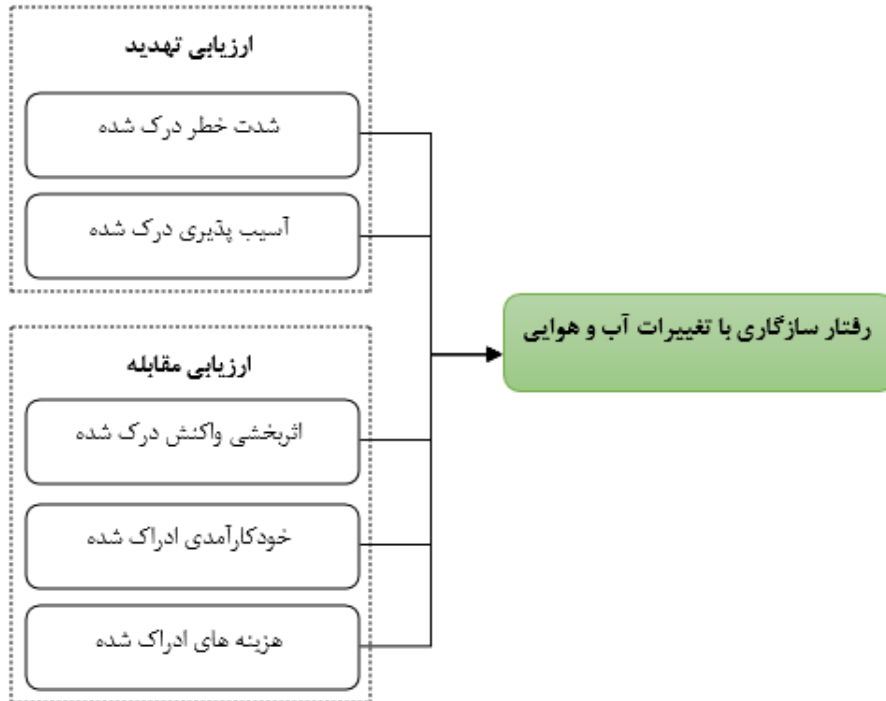 ارزیابی تهدید
شدت خطر درک شده
آسیب پذیری درک شده
رفتار سازگاری با تغییرات آب و هوایی
ارزیابی مقابله
اثربخشی واکنش درک شده
خودکارآمدی ادراک شده
هزینه های ادراک شده